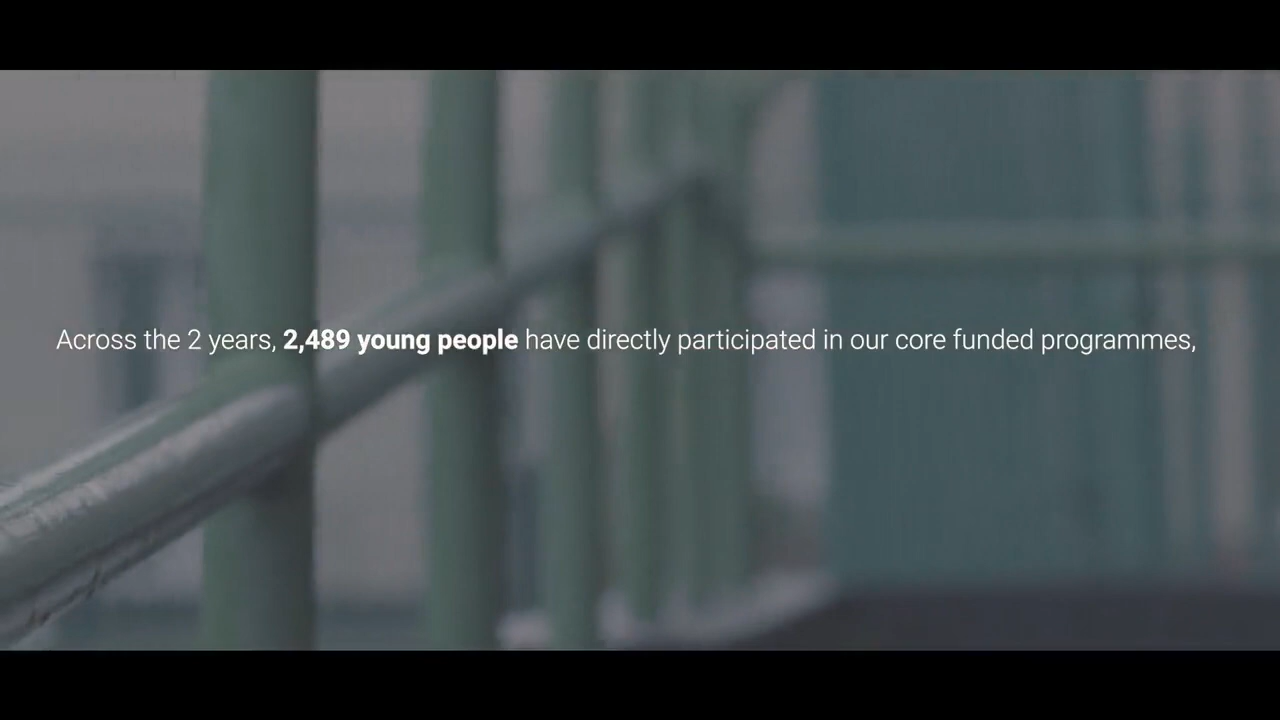 Across the 2 years, 2,489 young people have directly participated in our core funded programmes,